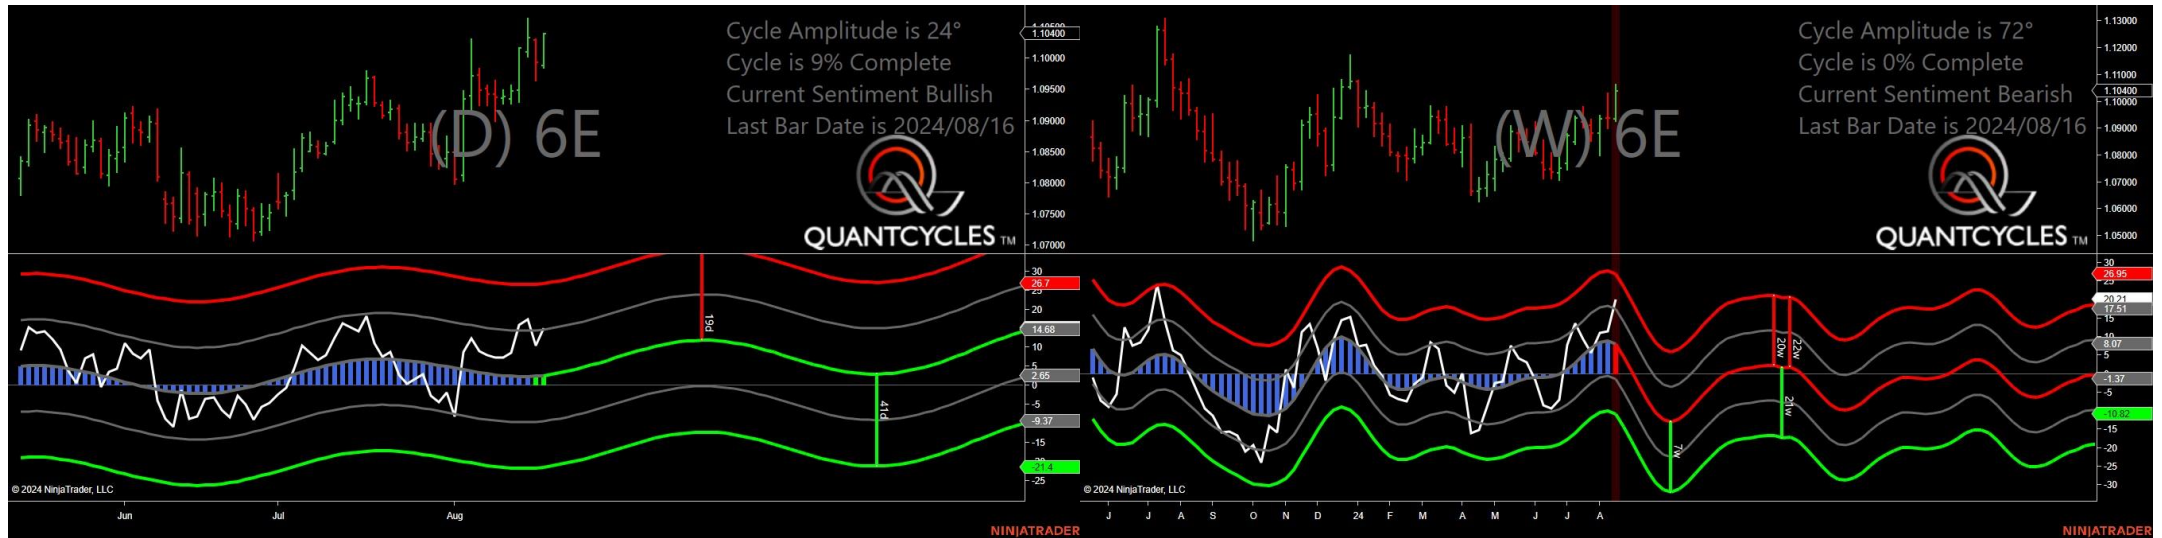 Cycle Amplitude is 24°
Cycle is 9% Complete
Current Sentiment Bullish
Last Bar Date is 2024/08/16
(D) 6E
QUANTCYCLES TM
1.10400
1.10000
1.09500
1.09000
1.08500
1.08000
1.07500
1.07000
30
26.7
20
14.68
10
5
2.65
0
-5
-9.37
-15
-21.4
-25
19d
41d
© 2024 NinjaTrader, LLC
Jun Jul Aug
NINJATRADER
Cycle Amplitude is 72°
Cycle is 0% Complete
Current Sentiment Bearish
Last Bar Date is 2024/08/16
(W) 6E
QUANTCYCLES TM
1.13000
1.12000
1.11000
1.10400
1.10000
1.09000
1.08000
1.07000
1.06000
1.05000
30
26.95
20.21
17.51
15
8.07
5
-1.37
-5
-10.82
-15
-20
-25
-30
20w
22w
21w
7w
© 2024 NinjaTrader, LLC
J J A S O N D 24 F M A M J J A
NINJATRADER